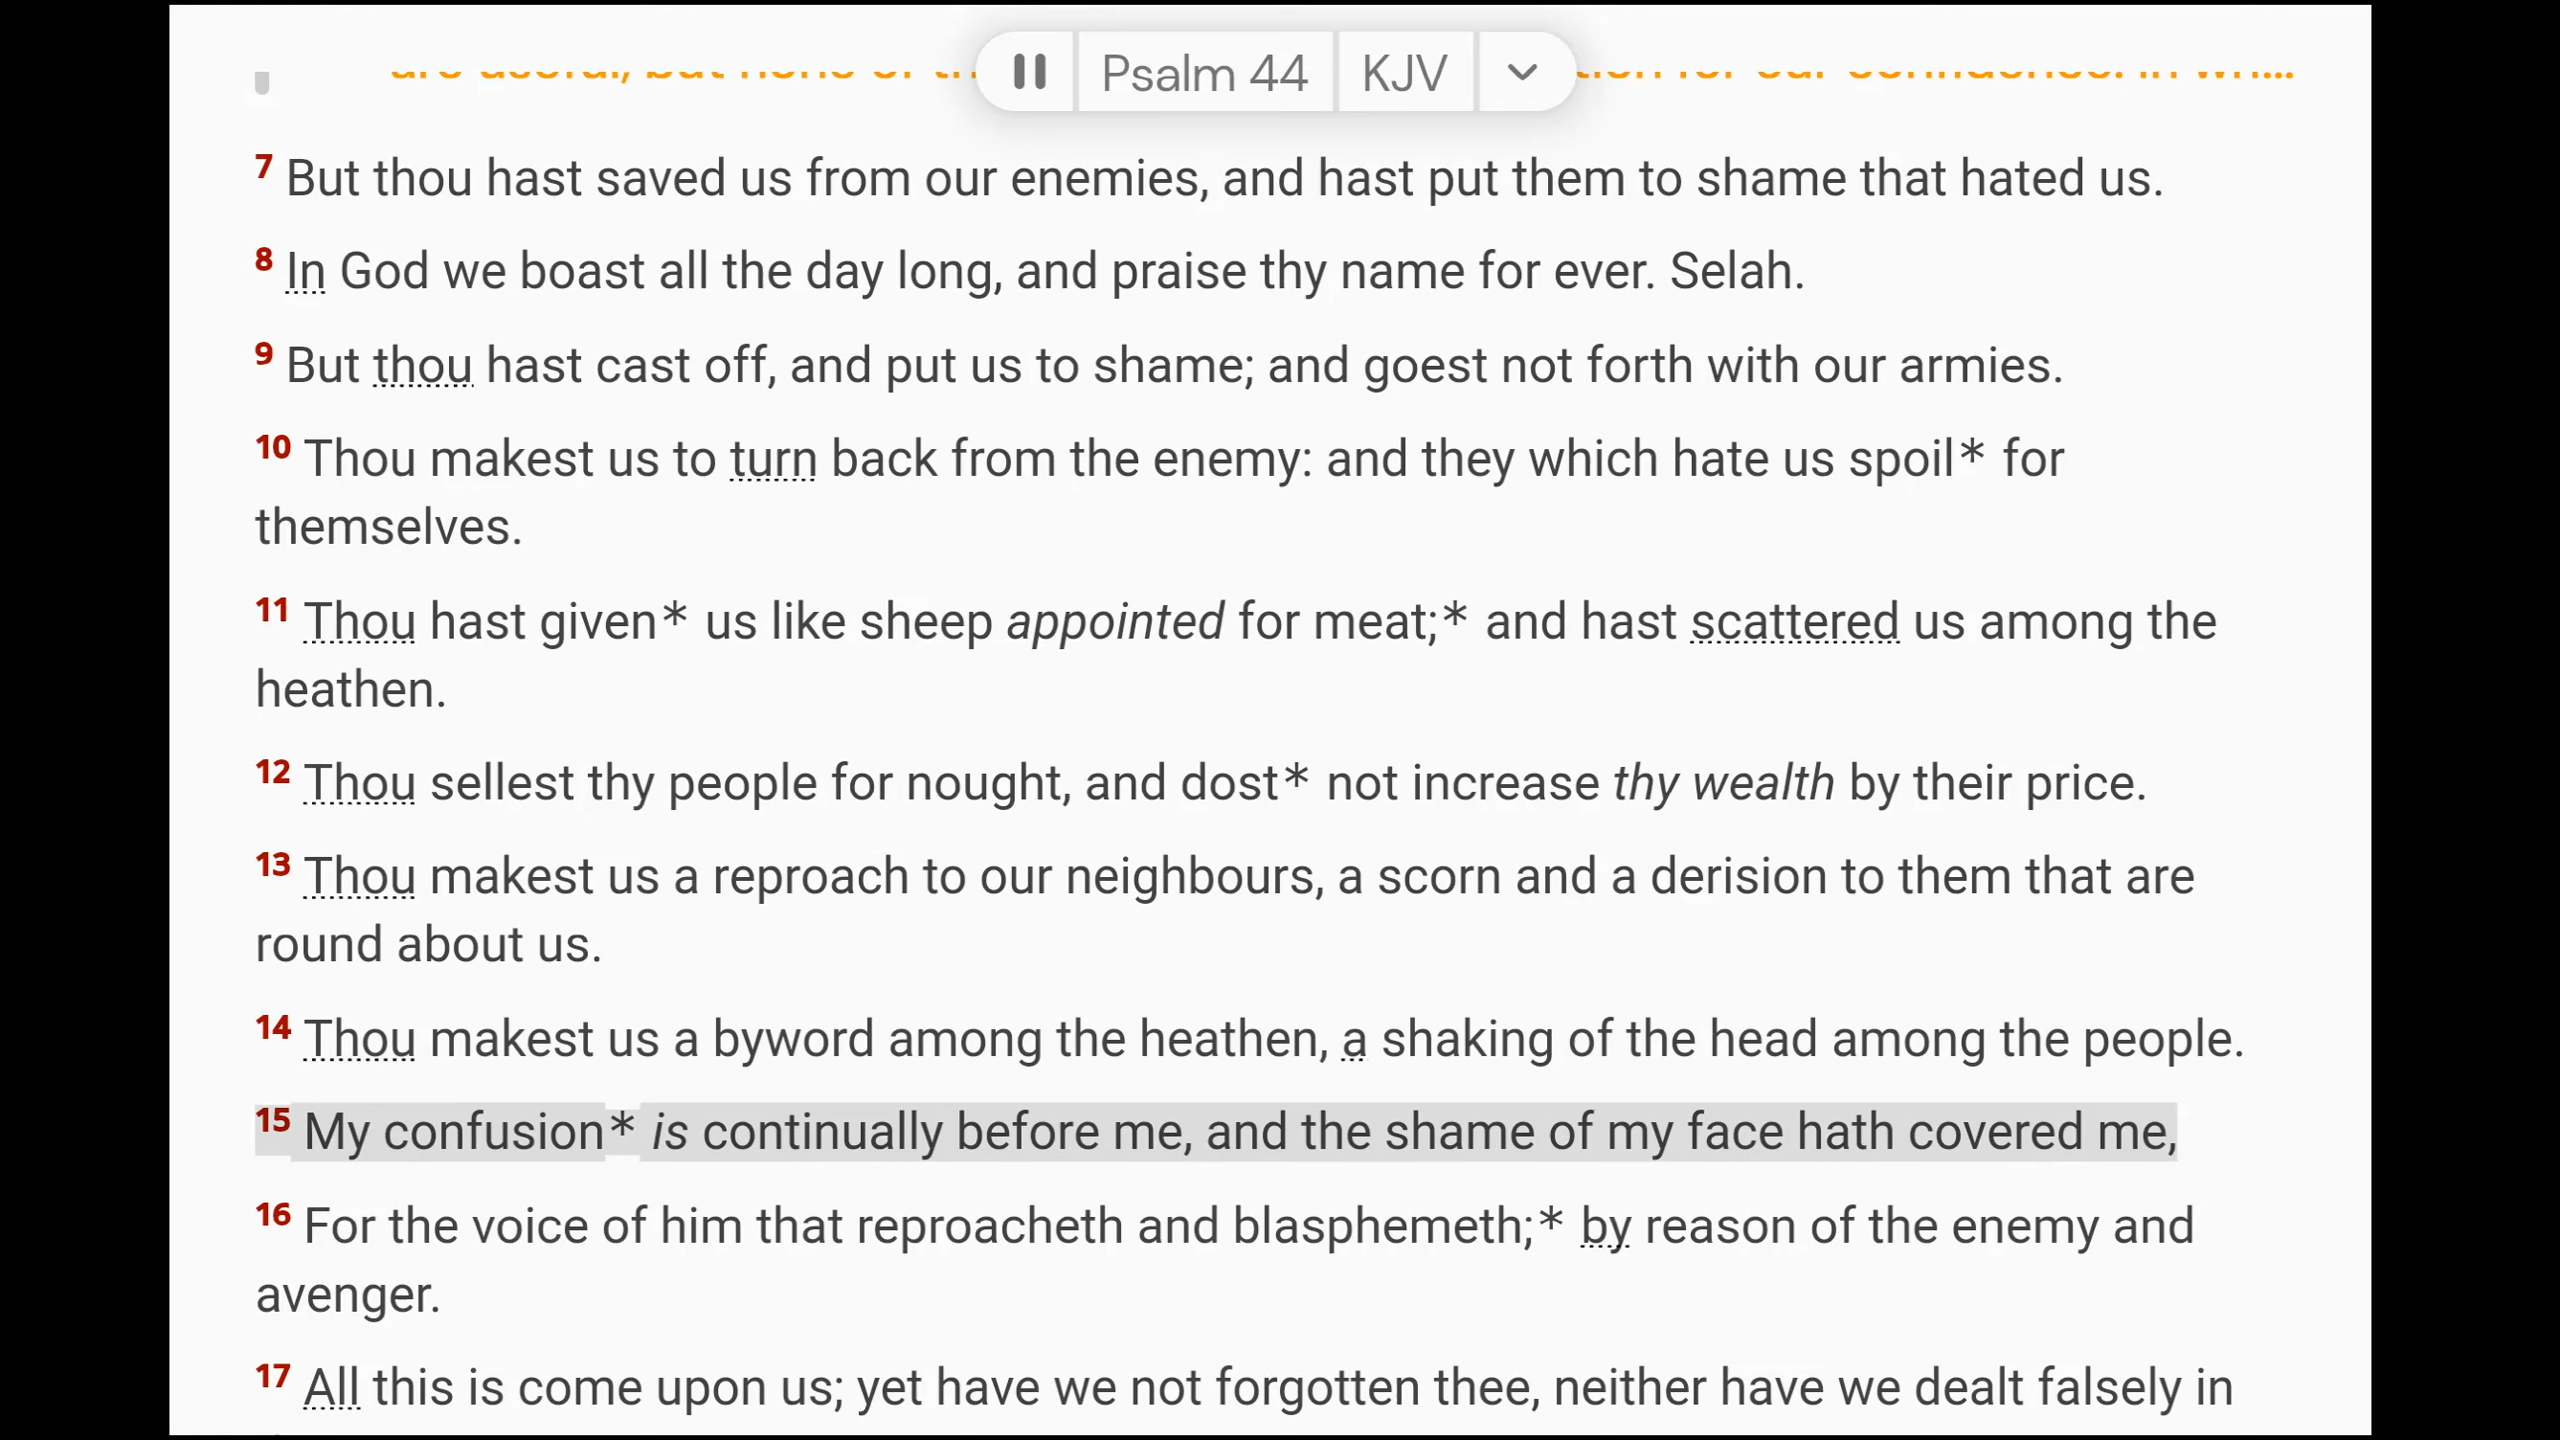 Psalm 44 KJV
7 But thou hast saved us from our enemies, and hast put them to shame that hated us.
8 In God we boast all the day long, and praise thy name for ever. Selah.
9 But thou hast cast off, and put us to shame; and goest not forth with our armies.
10 Thou makest us to turn back from the enemy: and they which hate us spoil* for
themselves.
11 Thou hast given* us like sheep appointed for meat;* and hast scattered us among the
heathen.
12 Thou sellest thy people for nought, and dost* not increase thy wealth by their price.
13 Thou makest us a reproach to our neighbours, a scorn and a derision to them that are
round about us.
14 Thou makest us a byword among the heathen, a shaking of the head among the people.
15 My confusion* is continually before me, and the shame of my face hath covered me,
16 For the voice of him that reproacheth and blasphemeth;* by reason of the enemy and
avenger.
17 All this is come upon us; yet have we not forgotten thee, neither have we dealt falsely in